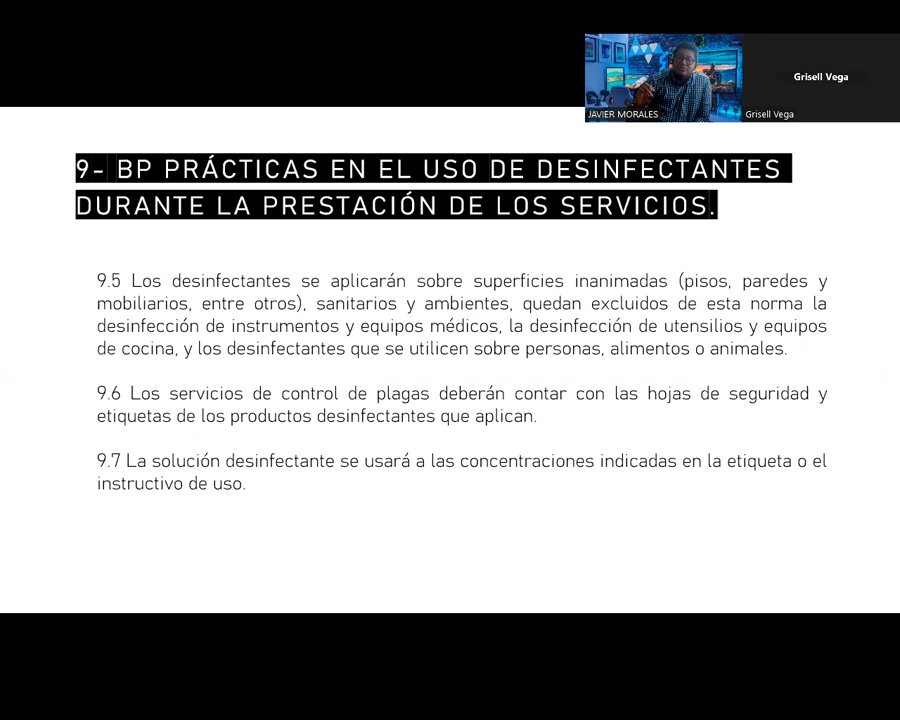 Grisell Vega
JAVIER MORALES
Grisell Vega
9- BP PRÁCTICAS EN EL USO DE DESINFECTANTES
DURANTE LA PRESTACIÓN DE LOS SERVICIOS.
9.5 Los desinfectantes se aplicarán sobre superficies inanimadas (pisos, paredes y
mobiliarios, entre otros), sanitarios y ambientes, quedan excluidos de esta norma la
desinfección de instrumentos y equipos médicos, la desinfección de utensilios y equipos
de cocina, y los desinfectantes que se utilicen sobre personas, alimentos o animales.
9.6 Los servicios de control de plagas deberán contar con las hojas de seguridad y
etiquetas de los productos desinfectantes que aplican.
9.7 La solución desinfectante se usará a las concentraciones indicadas en la etiqueta o el
instructivo de uso.